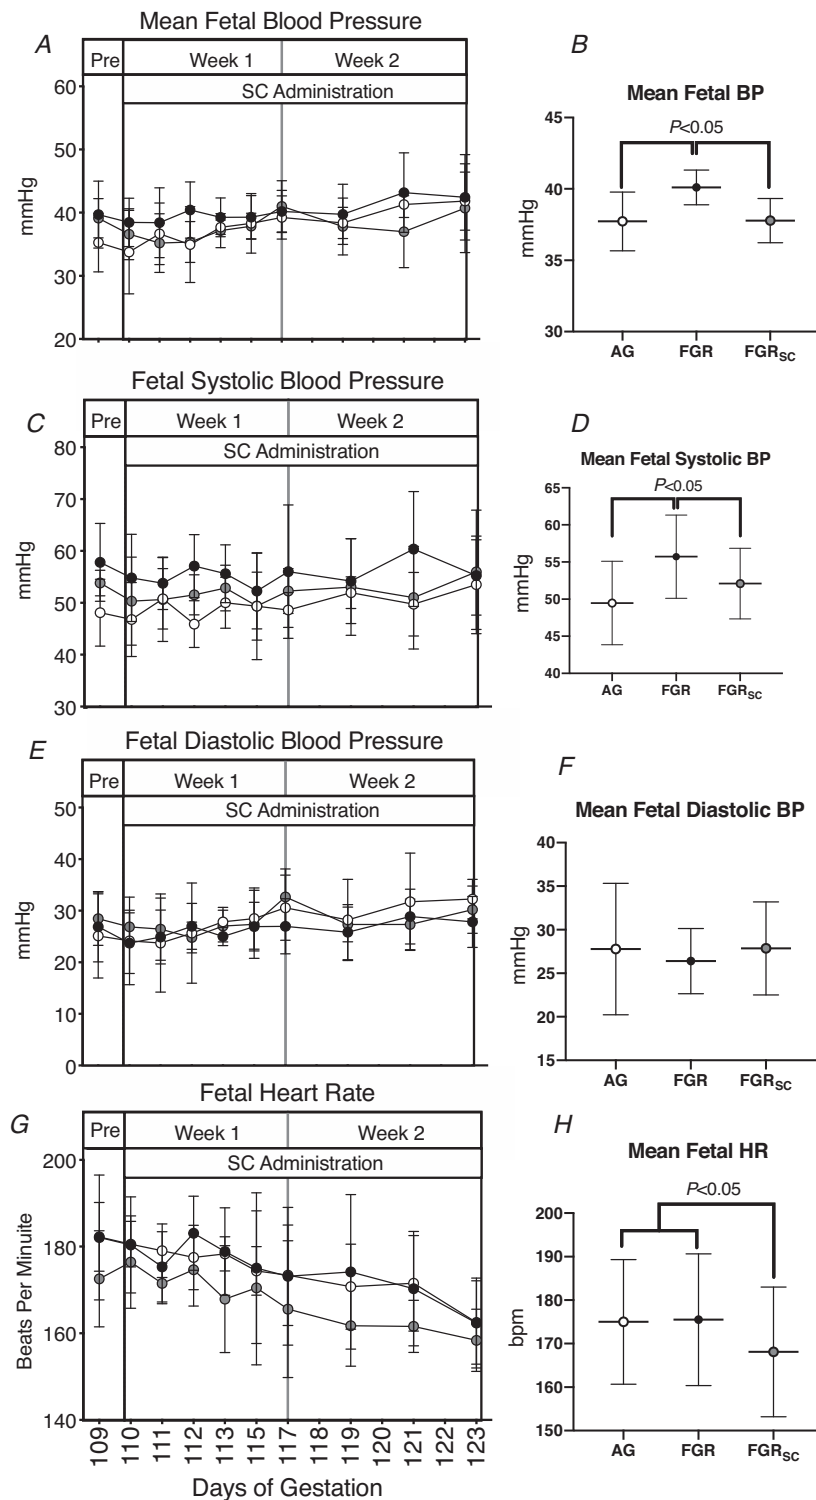 Mean Fetal Blood Pressure
A
Pre
Week 1
Week 2
SC Administration
60
50
40
30
20
mmHg
B
Mean Fetal BP
P<0.05
45
40
35
30
mmHg
AG
FGR
FGRSC
Fetal Systolic Blood Pressure
C
Pre
Week 1
Week 2
SC Administration
80
70
60
50
40
30
mmHg
D
Mean Fetal Systolic BP
P<0.05
65
60
55
50
45
40
mmHg
AG
FGR
FGRSC
Fetal Diastolic Blood Pressure
E
Pre
Week 1
Week 2
SC Administration
50
40
30
20
0
mmHg
F
Mean Fetal Diastolic BP
40
35
30
25
20
15
mmHg
AG
FGR
FGRSC
Fetal Heart Rate
G
Pre
Week 1
Week 2
SC Administration
200
180
160
140
Beats Per Minuite
109
110
111
112
113
115
117
118
119
120
121
122
123
Days of Gestation
H
Mean Fetal HR
P<0.05
200
190
175
170
160
150
bpm
AG
FGR
FGRSC